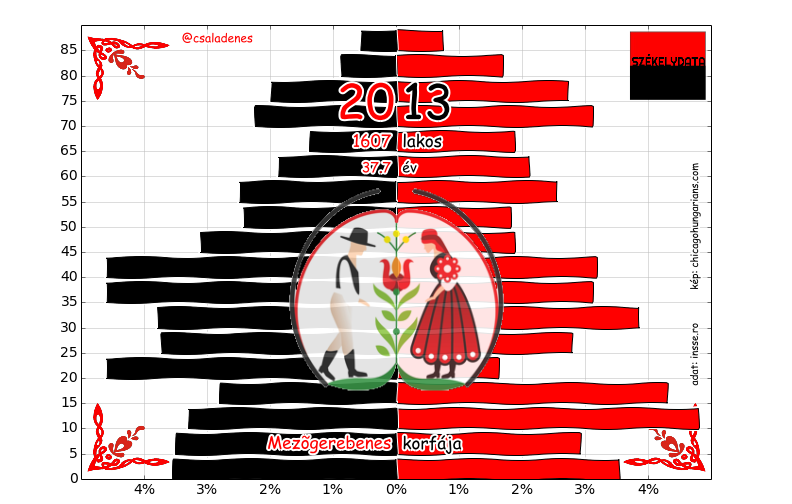 @csaladenes
SZÉKELYDATA
2013
1607 lakos
37.7 év
kép: chicagohungarians.com
adat: insse.ro
Mezőgerebenes korfája
85
80
75
70
65
60
55
50
45
40
35
30
25
20
15
10
5
0
4% 3% 2% 1% 0% 1% 2% 3% 4%